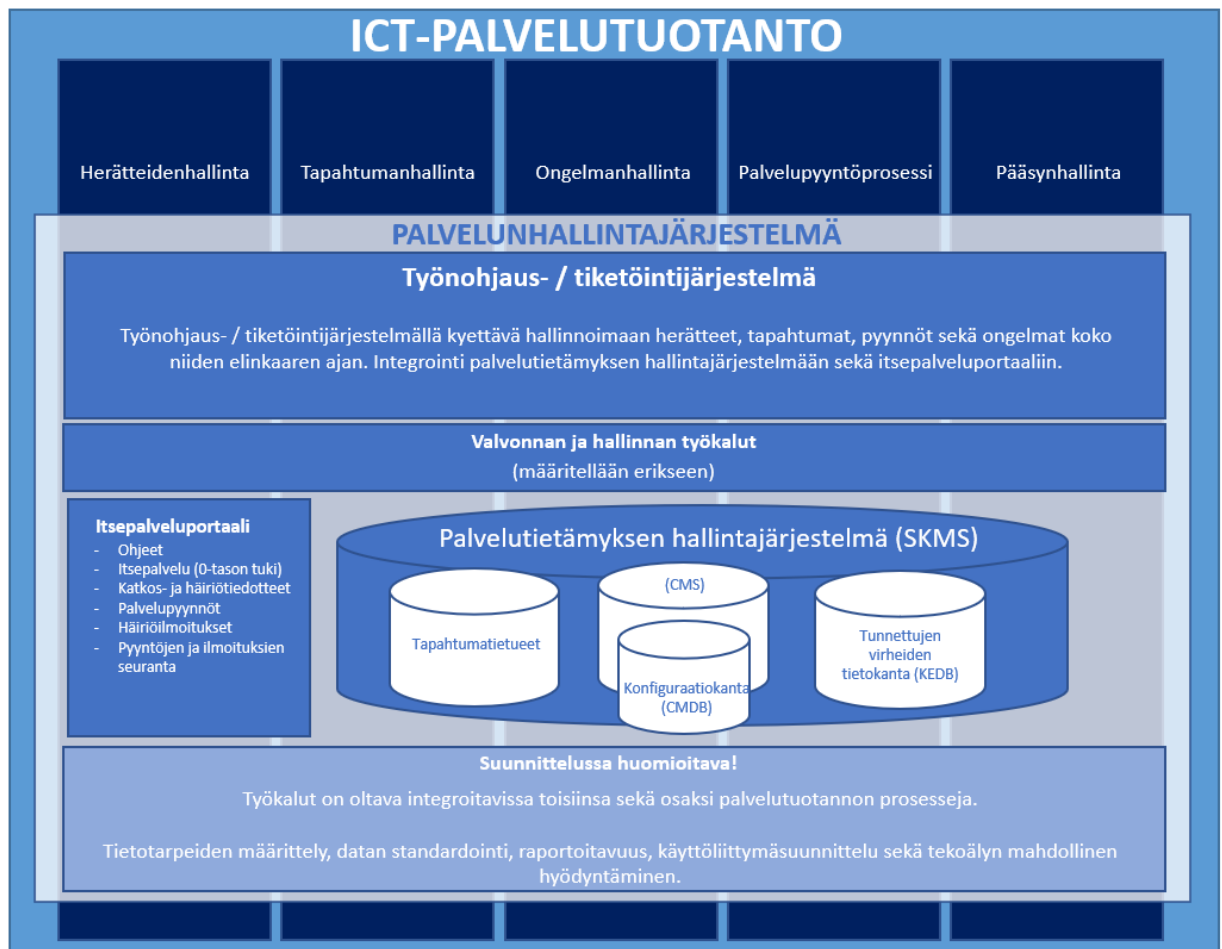 ICT-PALVELUTUOTANTO
Herätteidenhallinta
Tapahtumanhallinta
Ongelmanhallinta
Palvelupyyntöprosessi
Pääsynhallinta
PALVELUNHALLINTAJÄRJESTELMÄ
Työnohjaus- / tiketöintijärjestelmä
Työnohjaus- / tiketöintijärjestelmällä kyettävä hallinnoimaan herätteet, tapahtumat, pyynnöt sekä ongelmat koko
niiden elinkaaren ajan. Integrointi palvelutietämyksen hallintajärjestelmään sekä itsepalveluportaaliin.
Valvonnan ja hallinnan työkalut
(määritellään erikseen)
Itsepalveluportaali
- Ohjeet
- Itsepalvelu (0-tason tuki)
- Katkos- ja häiriötiedotteet
- Palvelupyynnöt
- Häiriöilmoitukset
- Pyyntöjen ja ilmoituksien
seuranta
Palvelutietämyksen hallintajärjestelmä (SKMS)
Tapahtumatietueet
(CMS)
Konfiguraatiokanta
(CMDB)
Tunnettujen
virheiden
tietokanta (KEDB)
Suunnittelussa huomioitava!
Työkalut on oltava integroitavissa toisiinsa sekä osaksi palvelutuotannon prosesseja.
Tietotarpeiden määrittely, datan standardointi, raportoitavuus, käyttöliittymäsuunnittelu sekä tekoälyn mahdollinen
hyödyntäminen.